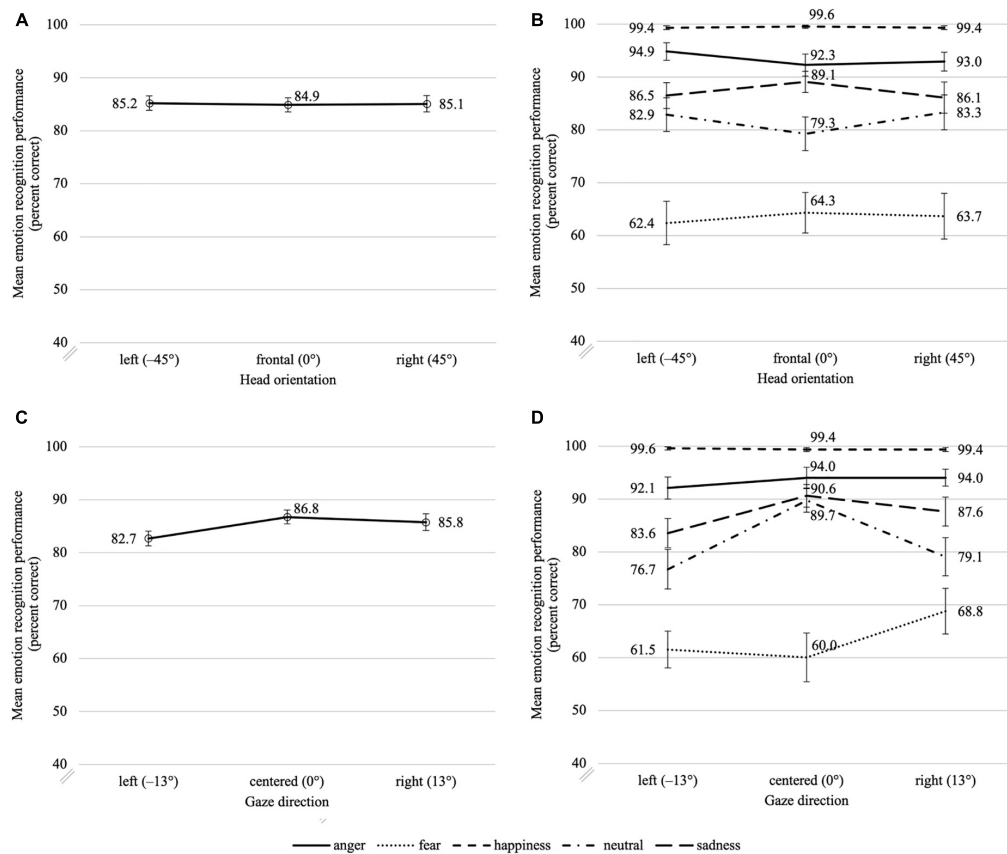 A
Mean emotion recognition performance
(percent correct)
100
90
80
70
60
50
40
85.2
84.9
85.1
left (–45°) frontal (0°) right (45°)
Head orientation
B
Mean emotion recognition performance
(percent correct)
100
90
80
70
60
50
40
99.4 99.6 99.4
94.9 92.3 93.0
86.5 89.1 86.1
82.9 79.3 83.3
62.4 64.3 63.7
left (–45°) frontal (0°) right (45°)
Head orientation
C
Mean emotion recognition performance
(percent correct)
100
90
80
70
60
50
40
82.7
86.8
85.8
left (–13°) centered (0°) right (13°)
Gaze direction
D
Mean emotion recognition performance
(percent correct)
100
90
80
70
60
50
40
99.6 99.4 99.4
92.1 94.0 94.0
83.6 90.6 87.6
76.7 89.7 79.1
61.5 60.0 68.8
left (–13°) centered (0°) right (13°)
Gaze direction
anger fear happiness neutral sadness